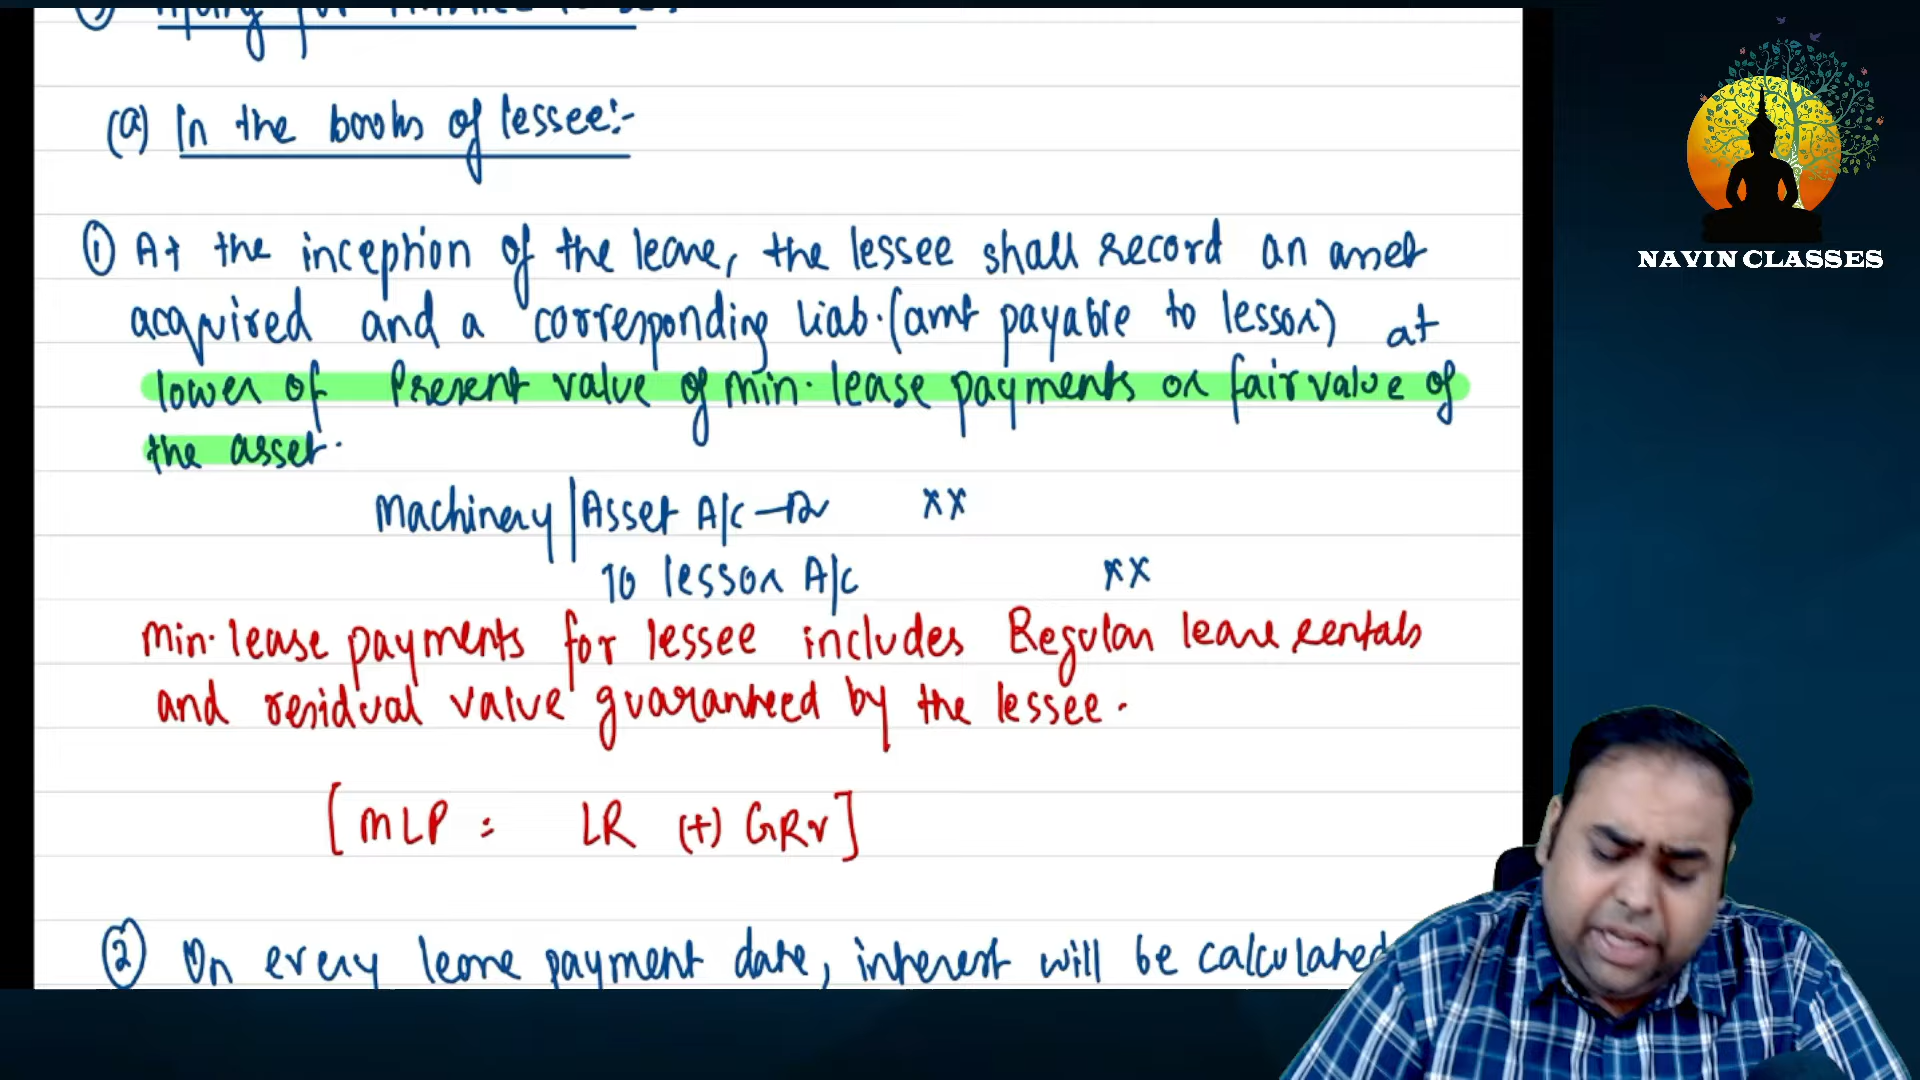 for finance
(a) In the books of lessee:-
NAVIN CLASSES
① At the inception of the lease, the lessee shall record an asset
acquired and a corresponding Liab. (amt payable to lessor) at
lower of Present value of min. lease payments or fair value of
the asset.
Machinery | Asset A/c - Dr xx
To lessor A/c xx
Min. lease payments for lessee includes Regular lease rentals
and residual value guaranteed by the lessee.
[MLP = LR (+) GRV]
② On every lease payment date, interest will be calculated